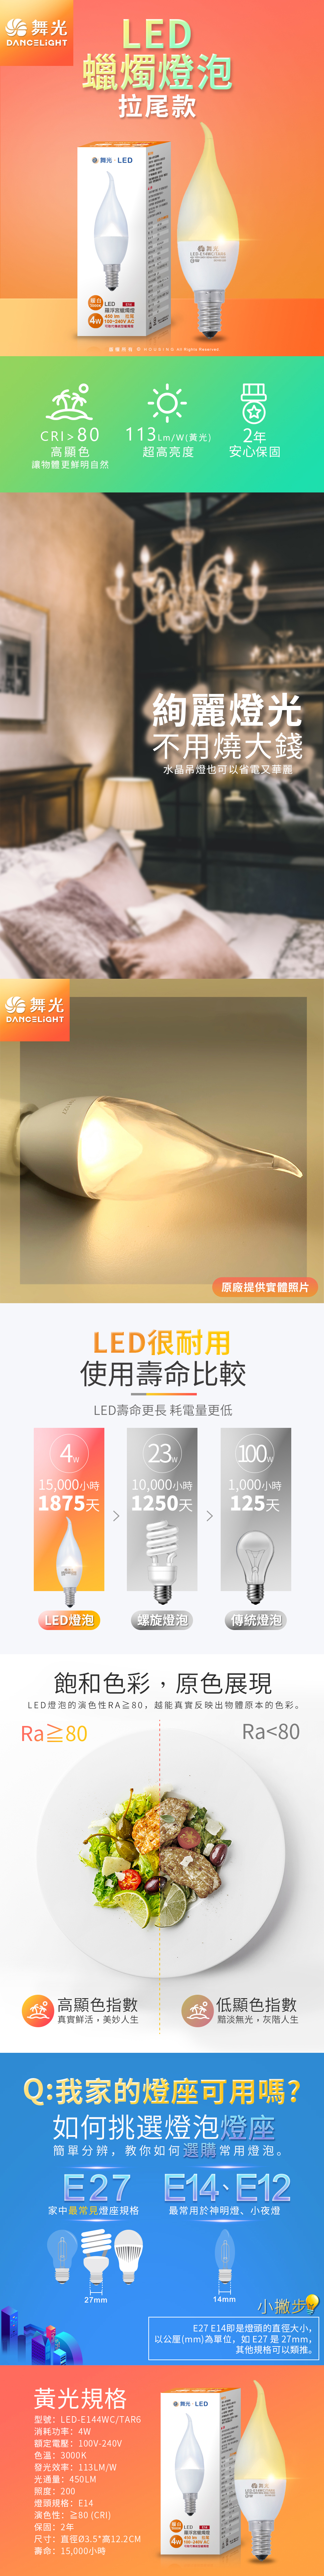 舞光
DANCELIGHT
LED
蠟燭燈泡
拉尾款
舞光·LED
LED
E14
450 lm
100-240V AC
4W
CRI>80
高顯色
讓物體更鮮明自然
113Lm/W(黃光)
超高亮度
2年
安心保固
絢麗燈光
不用燒大錢
水晶吊燈也可以省電又華麗
舞光
DANCELIGHT
原廠提供實體照片
LED很耐用
使用壽命比較
LED壽命更長 耗電量更低
4W
15,000小時
1875天
LED燈泡
23W
10,000小時
1250天
螺旋燈泡
100W
1,000小時
125天
傳統燈泡
飽和色彩，原色展現
LED燈泡的演色性RA≧80，越能真實反映出物體原本的色彩。
Ra≧80
Ra<80
高顯色指數
真實鮮活，美妙人生
低顯色指數
黯淡無光，灰階人生
Q:我家的燈座可用嗎?
如何挑選燈泡燈座
簡單分辨，教你如何選購常用燈泡。
E27
家中最常見燈座規格
E14、E12
最常用於神明燈、小夜燈
27mm
14mm
小撇步
E27 E14即是燈頭的直徑大小，
以公厘(mm)為單位，如 E27 是 27mm，
其他規格可以類推。
黃光規格
型號：LED-E144WC/TAR6
消耗功率：4W
額定電壓：100V-240V
色溫：3000K
發光效率：113LM/W
光通量：450LM
照度：200
燈頭規格：E14
演色性：≧80 (CRI)
保固：2年
尺寸：直徑Ø3.5*高12.2CM
壽命：15,000小時
舞光·LED
LED
4W